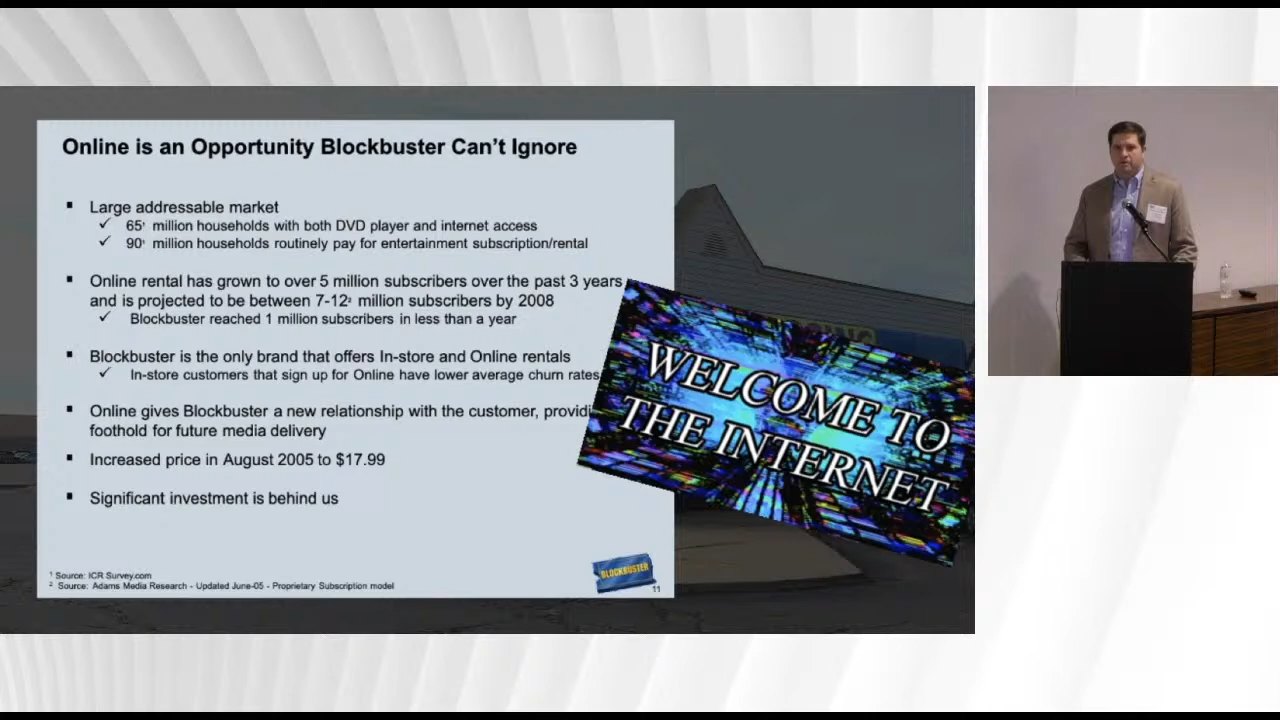 Online is an Opportunity Blockbuster Can't Ignore
▪ Large addressable market
✓ 65¹ million households with both DVD player and internet access
✓ 90¹ million households routinely pay for entertainment subscription/rental
▪ Online rental has grown to over 5 million subscribers over the past 3 years
and is projected to be between 7-12² million subscribers by 2008
✓ Blockbuster reached 1 million subscribers in less than a year
▪ Blockbuster is the only brand that offers In-store and Online rentals
✓ In-store customers that sign up for Online have lower average churn rates
▪ Online gives Blockbuster a new relationship with the customer,
foothold for future media delivery
▪ Increased price in August 2005 to $17.99
▪ Significant investment is behind us
¹ Source: ICR Survey.com
² Source: Adams Media Research - Updated June-05 - Proprietary Subscription model
BLOCKBUSTER
11
WELCOME TO
THE INTERNET